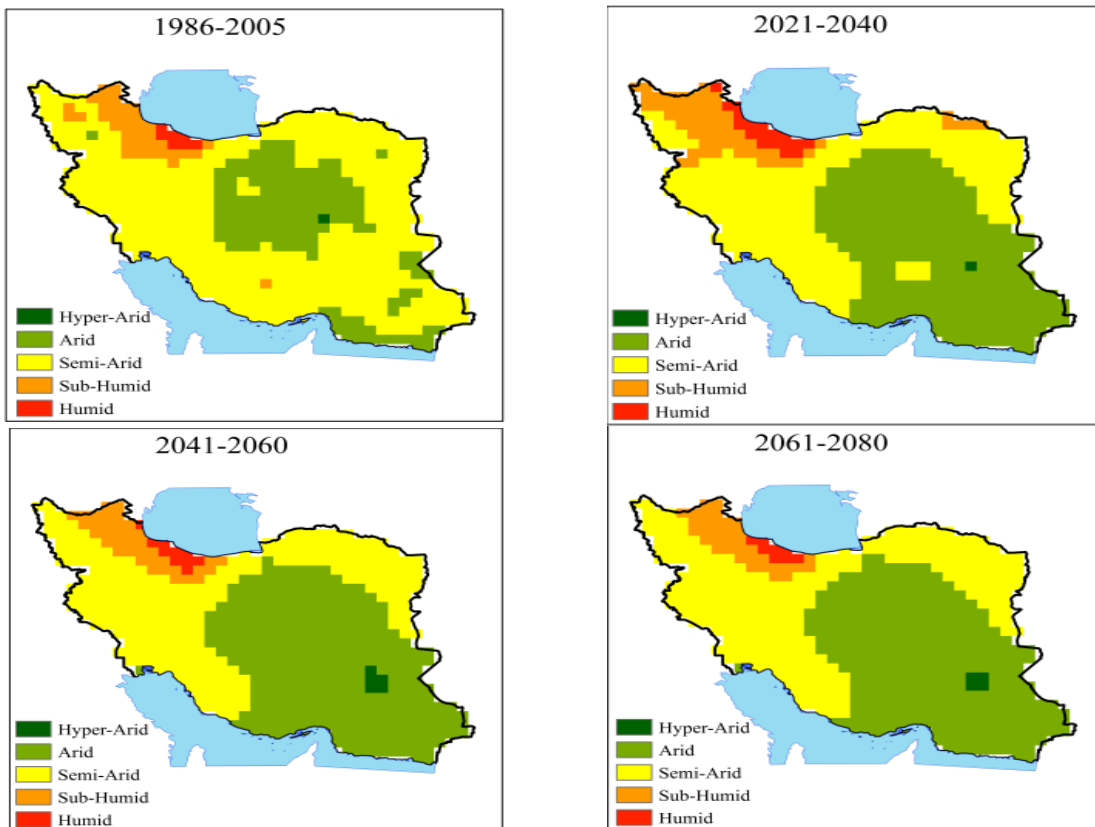 1986-2005
Hyper-Arid
Arid
Semi-Arid
Sub-Humid
Humid
2021-2040
Hyper-Arid
Arid
Semi-Arid
Sub-Humid
Humid
2041-2060
Hyper-Arid
Arid
Semi-Arid
Sub-Humid
Humid
2061-2080
Hyper-Arid
Arid
Semi-Arid
Sub-Humid
Humid